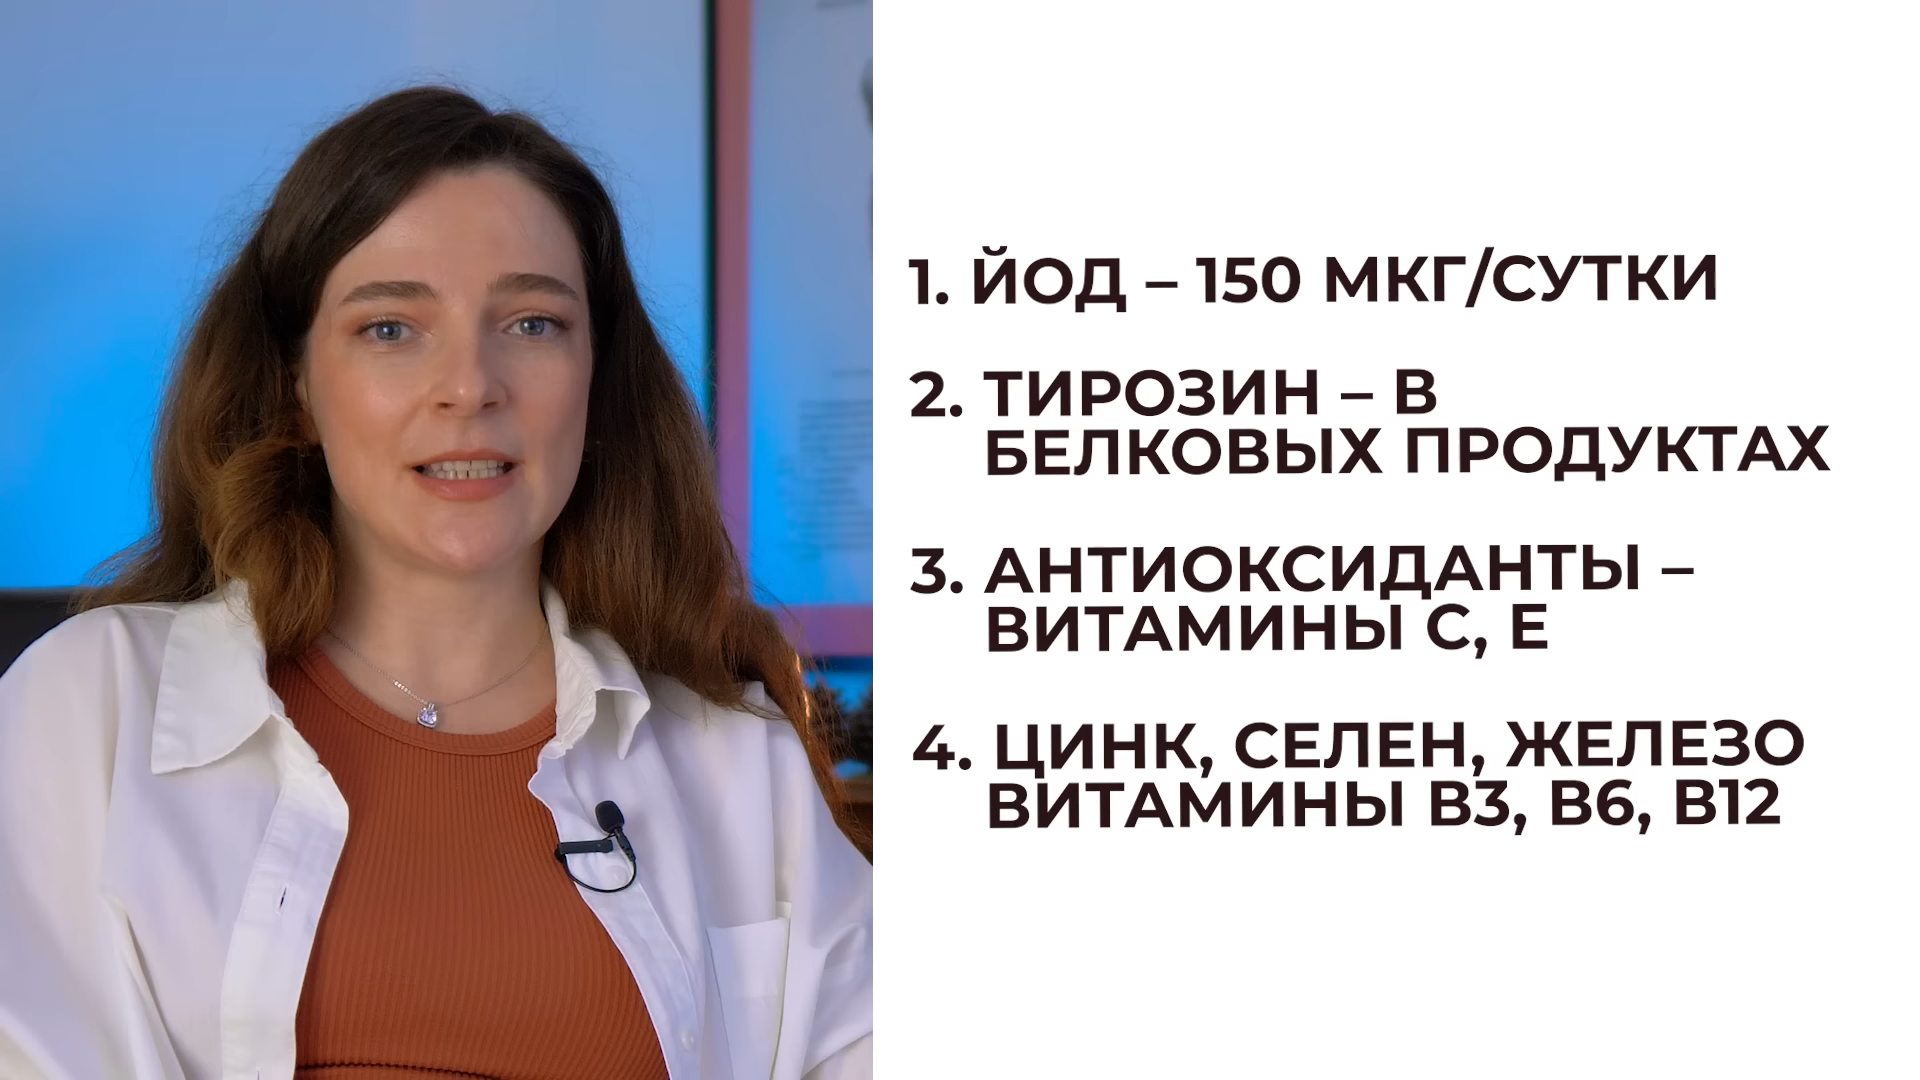 1. ЙОД – 150 МКГ/СУТКИ
2. ТИРОЗИН – В
БЕЛКОВЫХ ПРОДУКТАХ
3. АНТИОКСИДАНТЫ –
ВИТАМИНЫ С, Е
4. ЦИНК, СЕЛЕН, ЖЕЛЕЗО
ВИТАМИНЫ В3, В6, В12